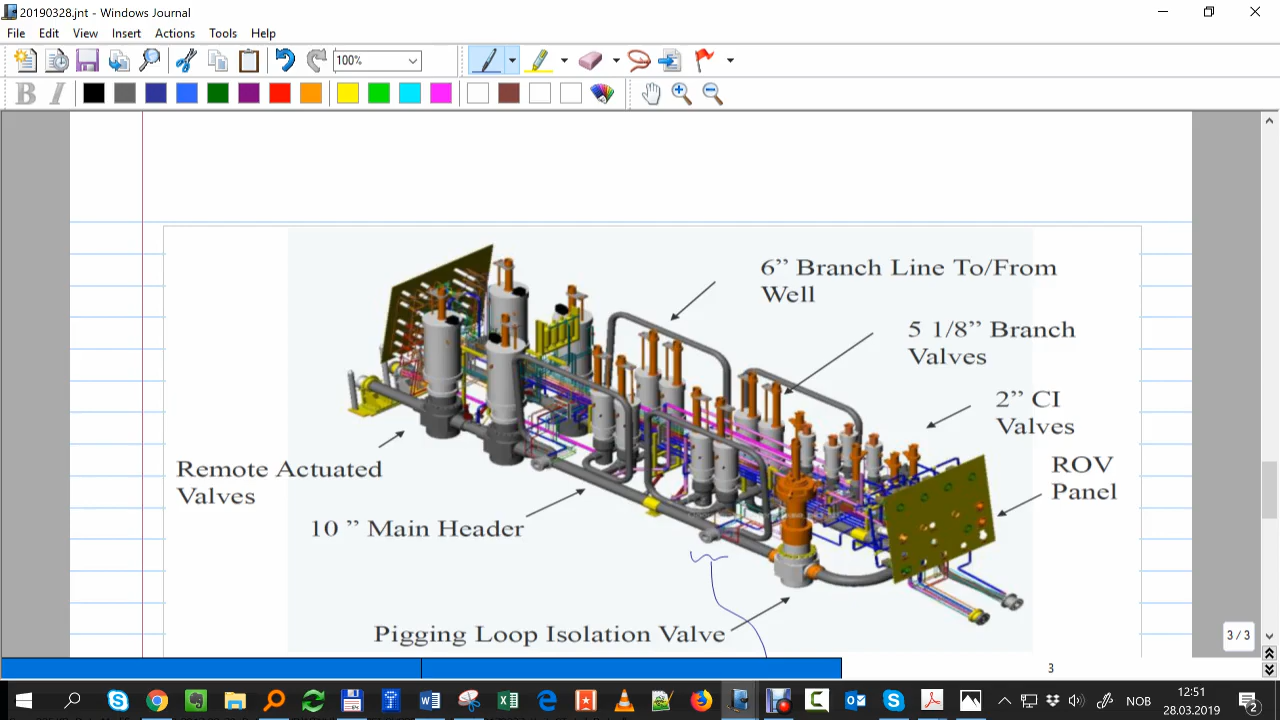 20190328.jnt - Windows Journal
File Edit View Insert Actions Tools Help
100%
B I
6” Branch Line To/From
Well
5 1/8” Branch
Valves
2” CI
Valves
ROV
Panel
Remote Actuated
Valves
10 ” Main Header
Pigging Loop Isolation Valve
3 / 3
3
NOB
12:51
28.03.2019
2